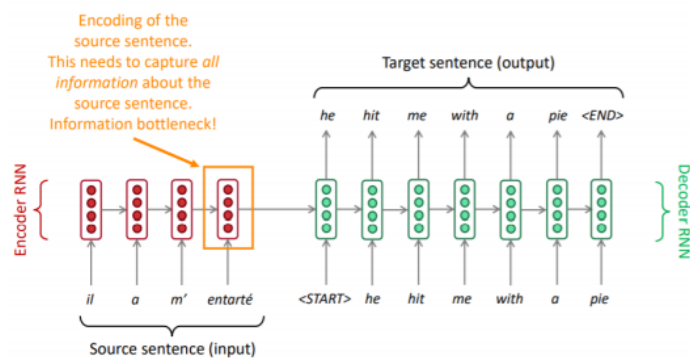 Encoding of the
source sentence.
This needs to capture all
information about the
source sentence.
Information bottleneck!
Target sentence (output)
he hit me with a pie <END>
Encoder RNN
Decoder RNN
il a m' entarté
<START> he hit me with a pie
Source sentence (input)